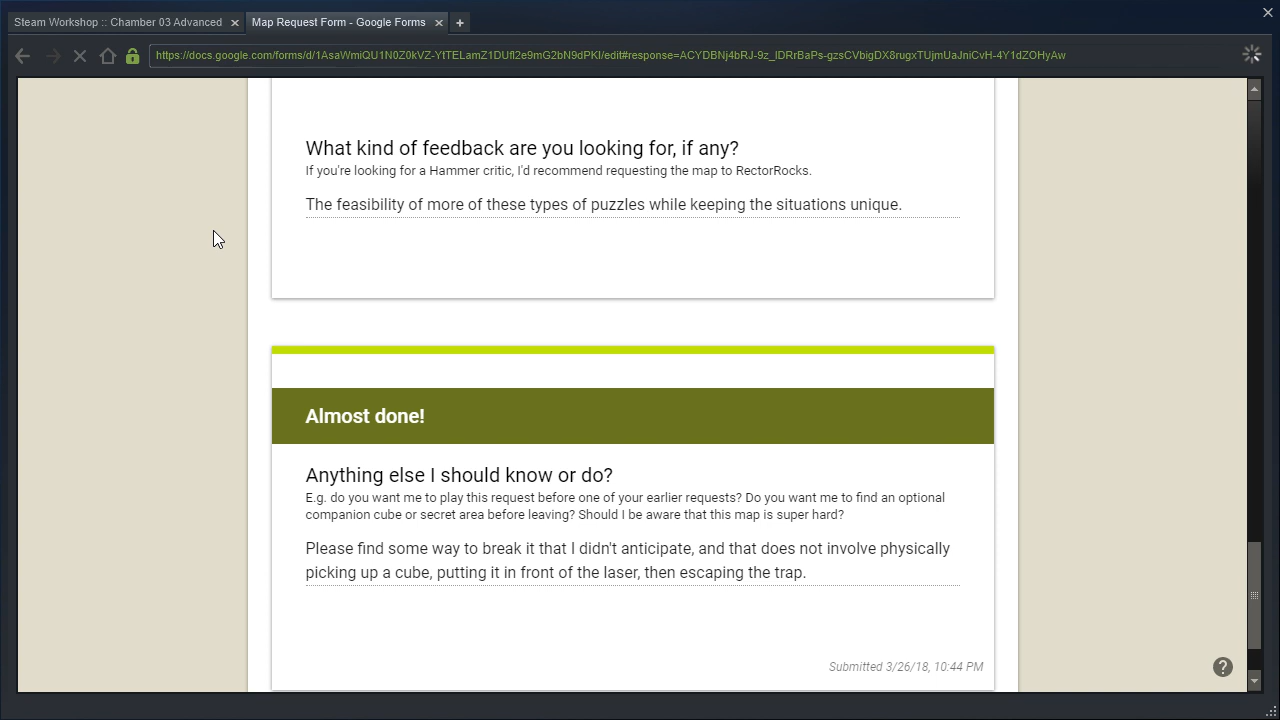 Steam Workshop :: Chamber 03 Advanced
Map Request Form - Google Forms
https://docs.google.com/forms/d/1AsaWmiQU1N0Z0kVZ-YtTELamZ1DUfl2e9mG2bN9dPKI/edit#response=ACYDBNj4bRJ-9z_IDRrBaPs-gzsCVbigDX8rugxTUjmUaJniCvH-4Y1dZOHyAw
What kind of feedback are you looking for, if any?
If you're looking for a Hammer critic, I'd recommend requesting the map to RectorRocks.
The feasibility of more of these types of puzzles while keeping the situations unique.
Almost done!
Anything else I should know or do?
E.g. do you want me to play this request before one of your earlier requests? Do you want me to find an optional
companion cube or secret area before leaving? Should I be aware that this map is super hard?
Please find some way to break it that I didn't anticipate, and that does not involve physically
picking up a cube, putting it in front of the laser, then escaping the trap.
Submitted 3/26/18, 10:44 PM